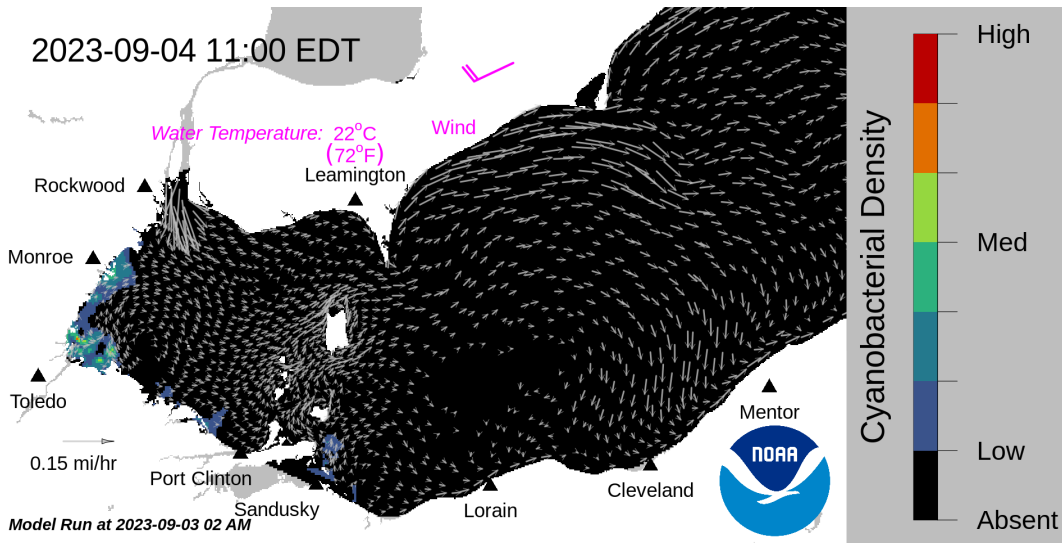 2023-09-04 11:00 EDT
Water Temperature: 22°C
(72°F)
Wind
Leamington
Rockwood
Monroe
Toledo
0.15 mi/hr
Port Clinton
Sandusky
Lorain
Cleveland
Mentor
NOAA
Model Run at 2023-09-03 02 AM
Cyanobacterial Density
High
Med
Low
Absent